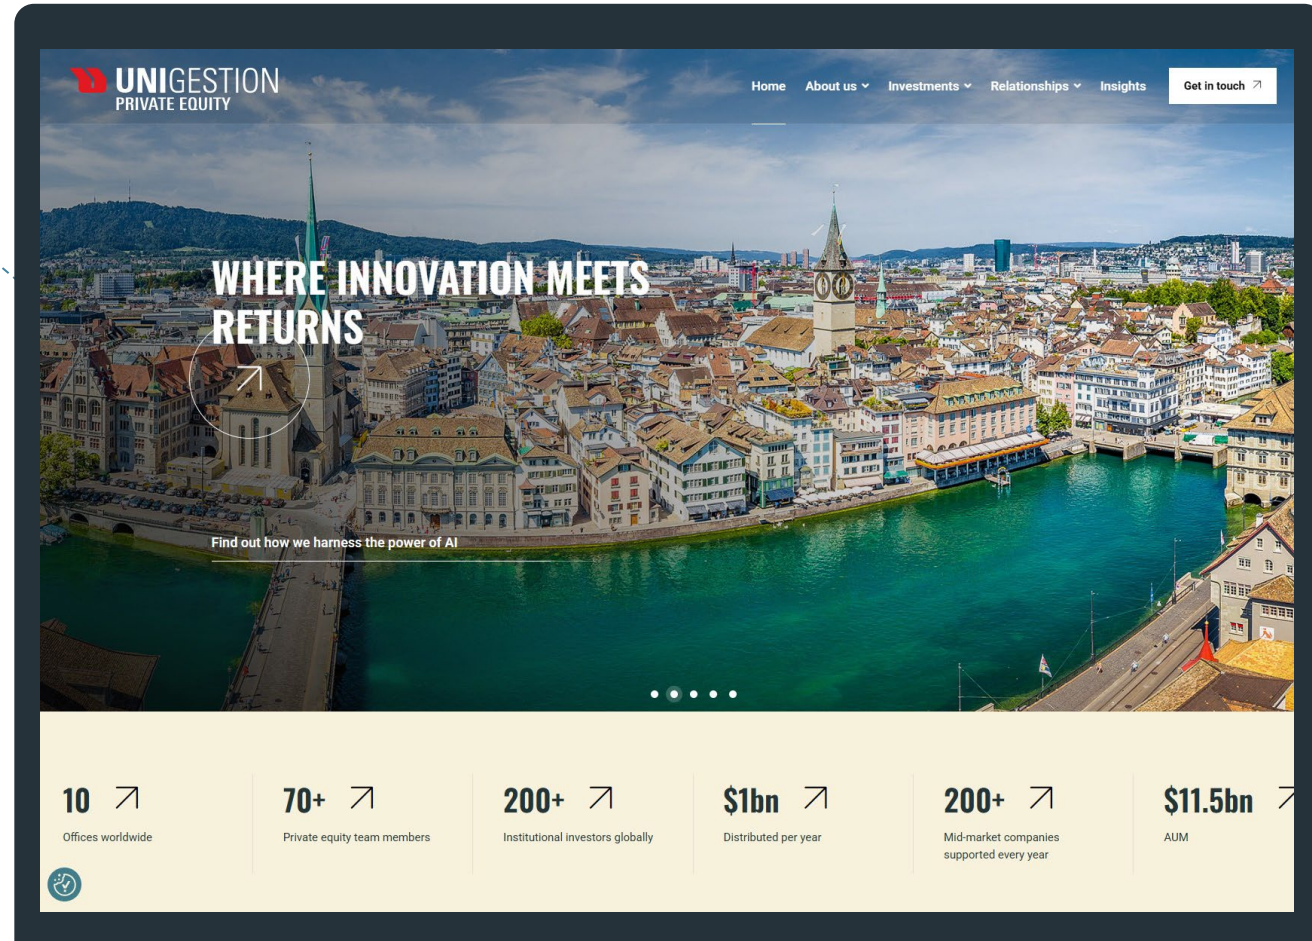 UNIGESTION
PRIVATE EQUITY
Home
About us
Investments
Relationships
Insights
Get in touch
WHERE INNOVATION MEETS
RETURNS
Find out how we harness the power of AI
10
Offices worldwide
70+
Private equity team members
200+
Institutional investors globally
$1bn
Distributed per year
200+
Mid-market companies
supported every year
$11.5bn
AUM